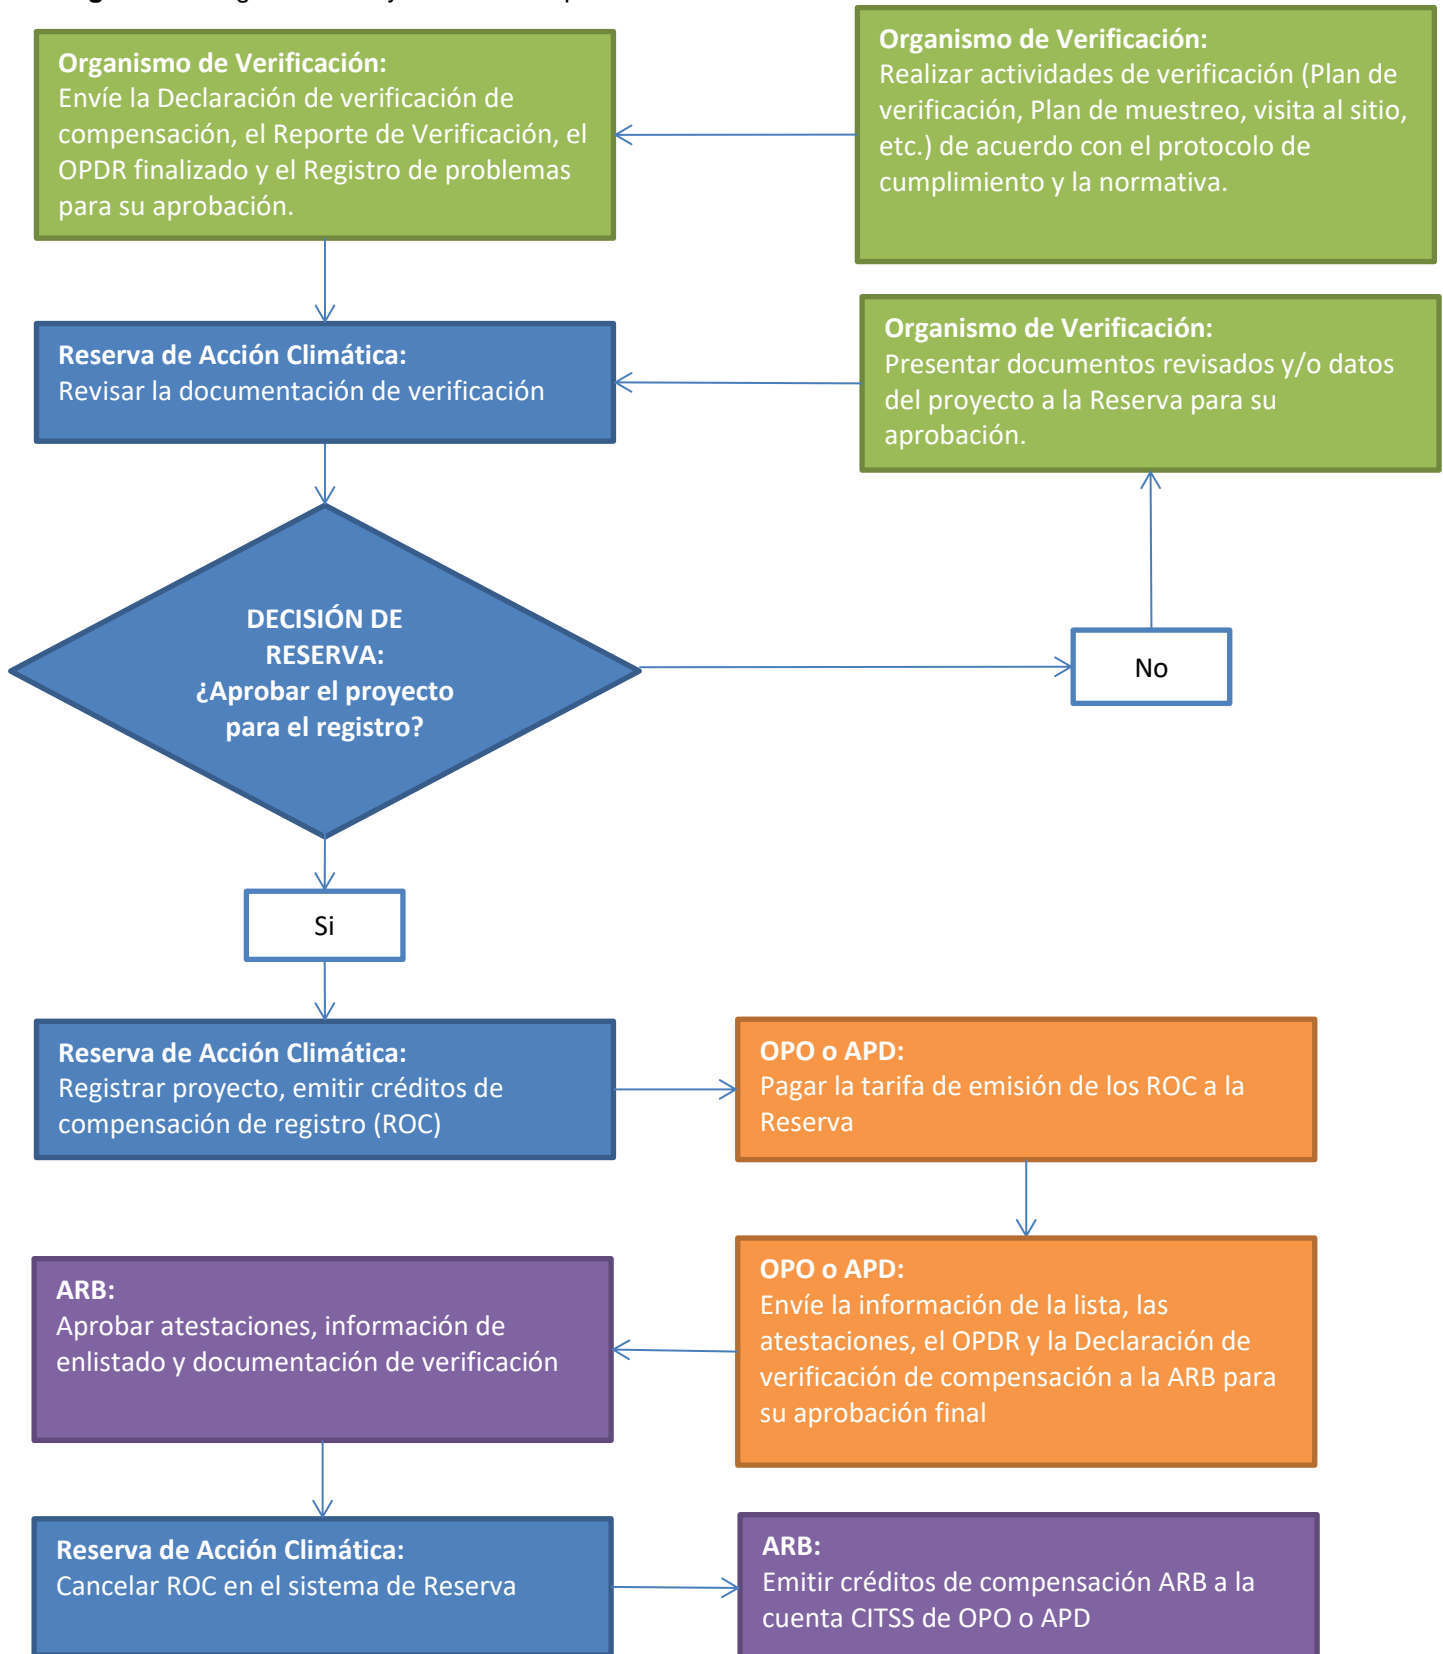 Organismo de Verificación:
Envíe la Declaración de verificación de
compensación, el Reporte de Verificación, el
OPDR finalizado y el Registro de problemas
para su aprobación.
Organismo de Verificación:
Realizar actividades de verificación (Plan de
verificación, Plan de muestreo, visita al sitio,
etc.) de acuerdo con el protocolo de
cumplimiento y la normativa.
Reserva de Acción Climática:
Revisar la documentación de verificación
Organismo de Verificación:
Presentar documentos revisados y/o datos
del proyecto a la Reserva para su
aprobación.
DECISIÓN DE
RESERVA:
¿Aprobar el proyecto
para el registro?
No
Si
Reserva de Acción Climática:
Registrar proyecto, emitir créditos de
compensación de registro (ROC)
OPO o APD:
Pagar la tarifa de emisión de los ROC a la
Reserva
ARB:
Aprobar atestaciones, información de
enlistado y documentación de verificación
OPO o APD:
Envíe la información de la lista, las
atestaciones, el OPDR y la Declaración de
verificación de compensación a la ARB para
su aprobación final
Reserva de Acción Climática:
Cancelar ROC en el sistema de Reserva
ARB:
Emitir créditos de compensación ARB a la
cuenta CITSS de OPO o APD